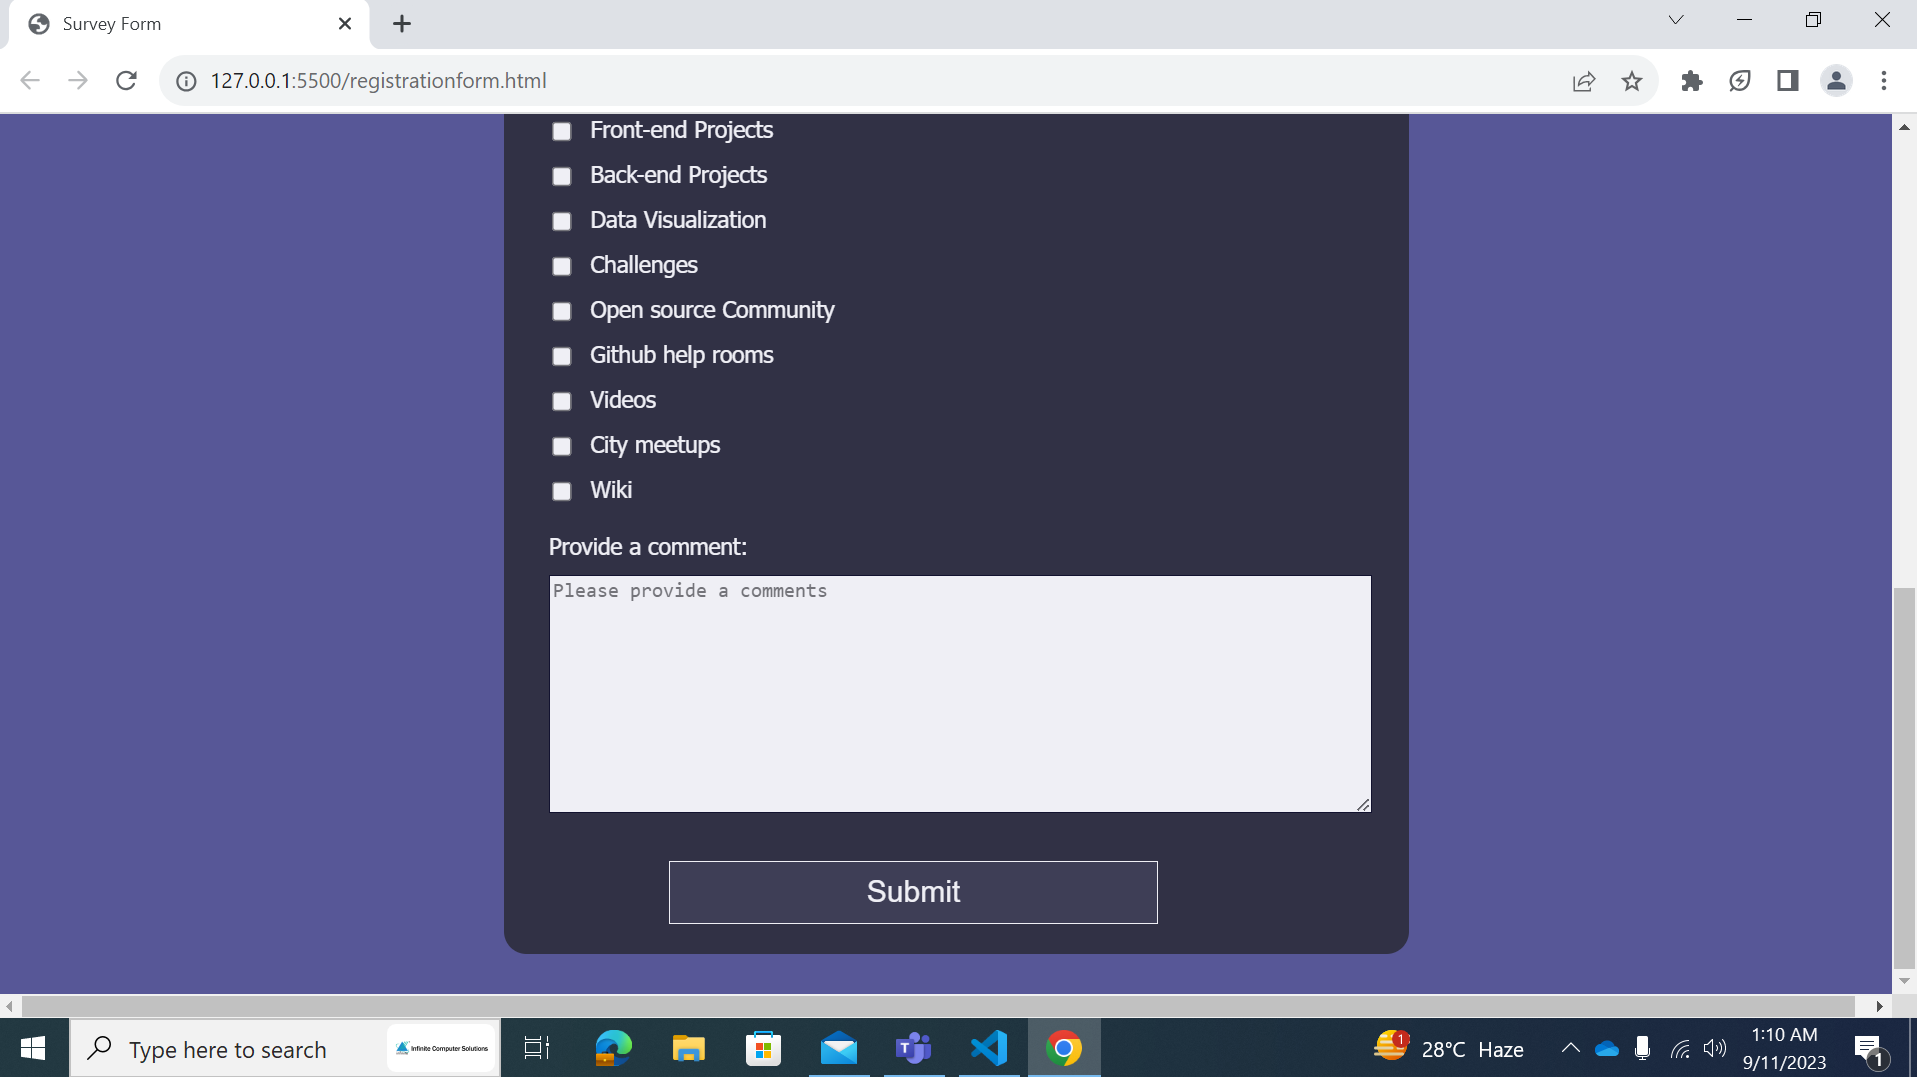 Survey Form
127.0.0.1:5500/registrationform.html
Front-end Projects
Back-end Projects
Data Visualization
Challenges
Open source Community
Github help rooms
Videos
City meetups
Wiki
Provide a comment:
Please provide a comments
Submit
Type here to search
Infinite Computer Solutions
T
1
28°C Haze
1:10 AM
9/11/2023
1